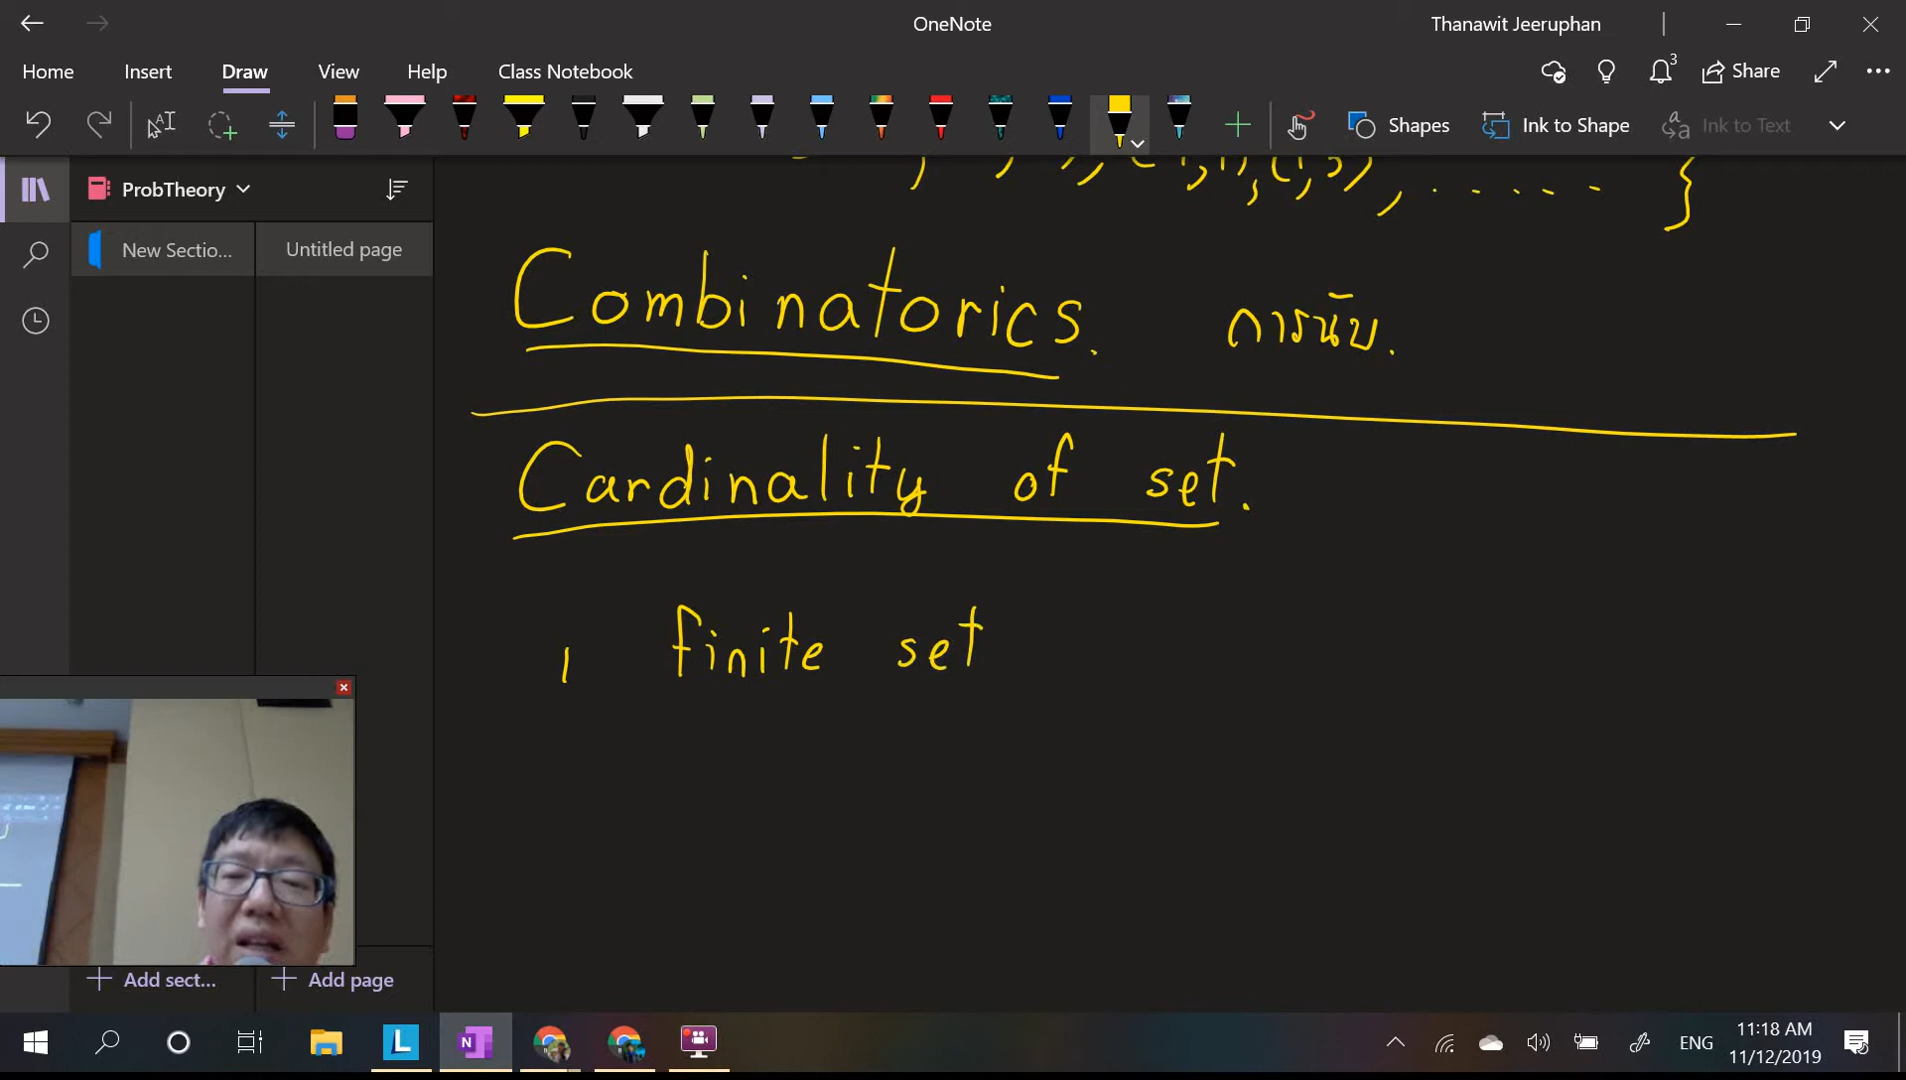 OneNote
Thanawit Jeeruphan
Home Insert Draw View Help Class Notebook
3
Share
Shapes
Ink to Shape
Ink to Text
ProbTheory
New Sectio...
Untitled page
Combinatorics. การนับ.
Cardinality of set.
1 finite set
Add sect...
Add page
ENG
11:18 AM
11/12/2019